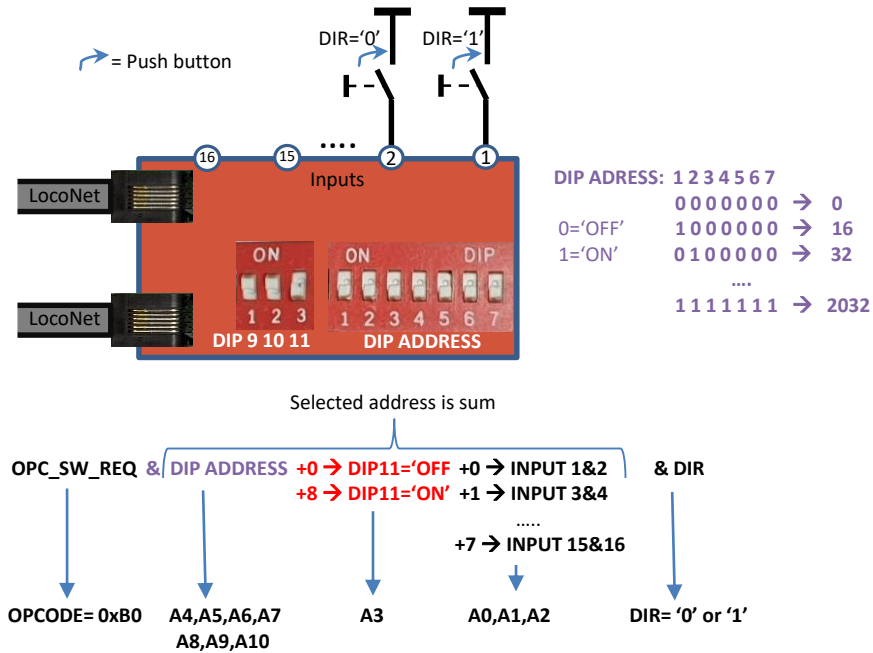 DIR=‘0’ DIR=‘1’
= Push button
....
16 15 2 1
Inputs
LocoNet
DIP ADRESS: 1 2 3 4 5 6 7
0 0 0 0 0 0 0 → 0
0=‘OFF’ 1 0 0 0 0 0 0 → 16
1=‘ON’ 0 1 0 0 0 0 0 → 32
....
1 1 1 1 1 1 1 → 2032
ON ON DIP
LocoNet
1 2 3 1 2 3 4 5 6 7
DIP 9 10 11 DIP ADDRESS
Selected address is sum
OPC_SW_REQ & DIP ADDRESS +0 → DIP11=‘OFF +0 → INPUT 1&2 & DIR
+8 → DIP11=‘ON’ +1 → INPUT 3&4
.....
+7 → INPUT 15&16
OPCODE= 0xB0 A4,A5,A6,A7 A3 A0,A1,A2 DIR= ‘0’ or ‘1’
A8,A9,A10